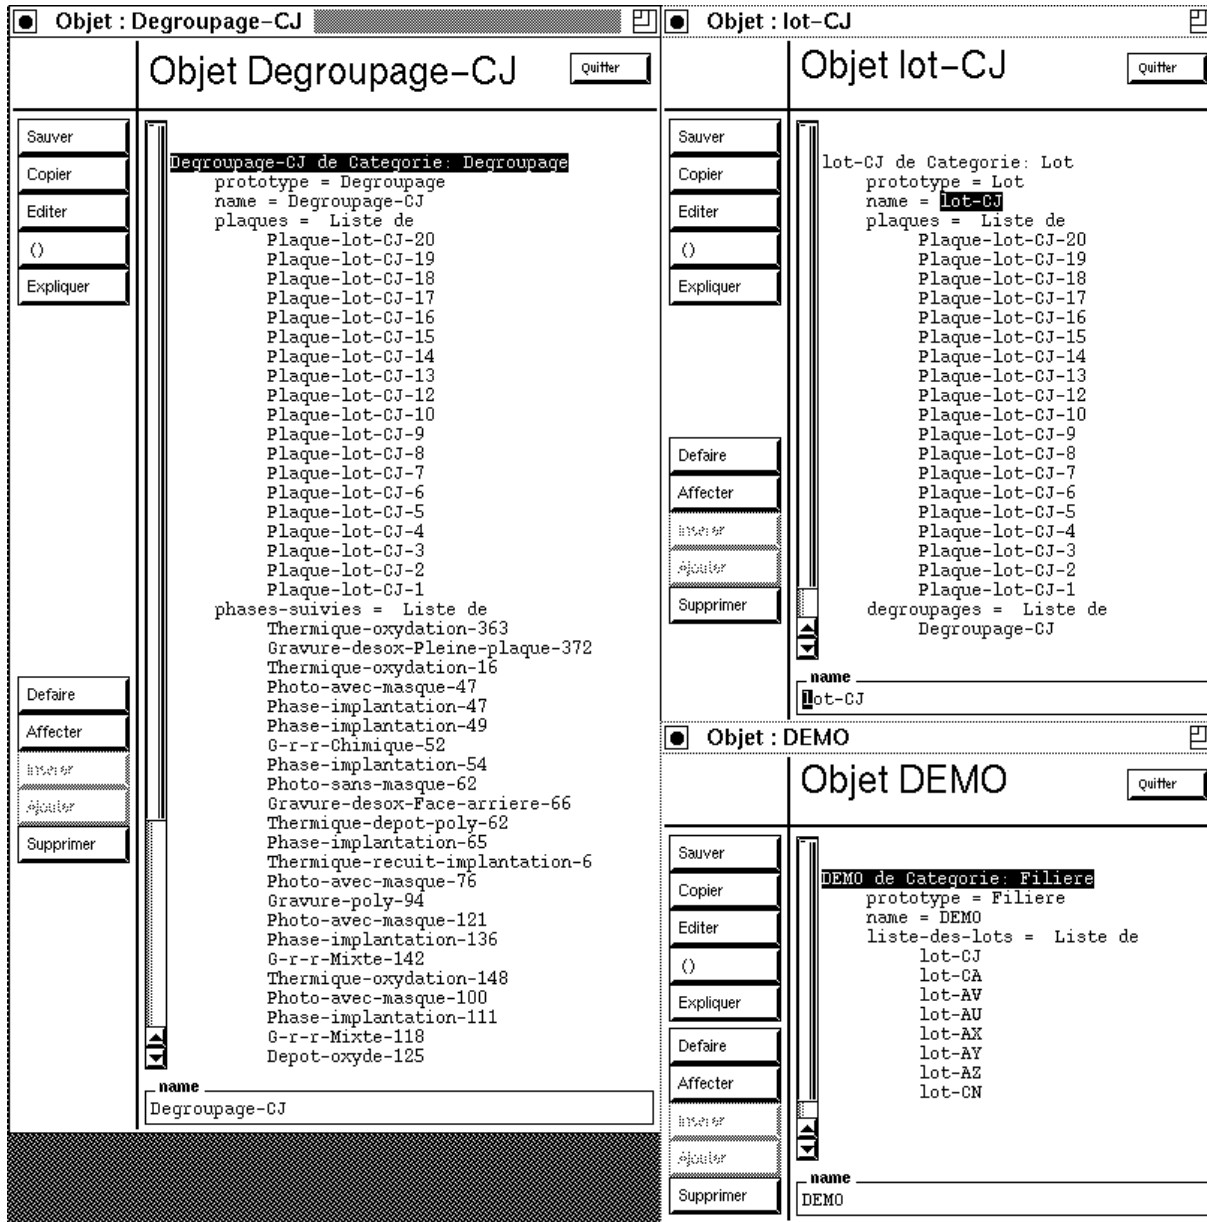 Objet : Degroupage-CJ
Objet Degroupage-CJ
Quitter
Sauver
Copier
Editer
()
Expliquer
Defaire
Affecter
Inserer
Ajouter
Supprimer
Degroupage-CJ de Categorie: Degroupage
prototype = Degroupage
name = Degroupage-CJ
plaques = Liste de
Plaque-lot-CJ-20
Plaque-lot-CJ-19
Plaque-lot-CJ-18
Plaque-lot-CJ-17
Plaque-lot-CJ-16
Plaque-lot-CJ-15
Plaque-lot-CJ-14
Plaque-lot-CJ-13
Plaque-lot-CJ-12
Plaque-lot-CJ-10
Plaque-lot-CJ-9
Plaque-lot-CJ-8
Plaque-lot-CJ-7
Plaque-lot-CJ-6
Plaque-lot-CJ-5
Plaque-lot-CJ-4
Plaque-lot-CJ-3
Plaque-lot-CJ-2
Plaque-lot-CJ-1
phases-suivies = Liste de
Thermique-oxydation-363
Gravure-desox-Pleine-plaque-372
Thermique-oxydation-16
Photo-avec-masque-47
Phase-implantation-47
Phase-implantation-49
G-r-r-Chimique-52
Phase-implantation-54
Photo-sans-masque-62
Gravure-desox-Face-arriere-66
Thermique-depot-poly-62
Phase-implantation-65
Thermique-recuit-implantation-6
Photo-avec-masque-76
Gravure-poly-94
Photo-avec-masque-121
Phase-implantation-136
G-r-r-Mixte-142
Thermique-oxydation-148
Photo-avec-masque-100
Phase-implantation-111
G-r-r-Mixte-118
Depot-oxyde-125
name
Degroupage-CJ
Objet : lot-CJ
Objet lot-CJ
Quitter
Sauver
Copier
Editer
()
Expliquer
Defaire
Affecter
Inserer
Ajouter
Supprimer
lot-CJ de Categorie: Lot
prototype = Lot
name = lot-CJ
plaques = Liste de
Plaque-lot-CJ-20
Plaque-lot-CJ-19
Plaque-lot-CJ-18
Plaque-lot-CJ-17
Plaque-lot-CJ-16
Plaque-lot-CJ-15
Plaque-lot-CJ-14
Plaque-lot-CJ-13
Plaque-lot-CJ-12
Plaque-lot-CJ-10
Plaque-lot-CJ-9
Plaque-lot-CJ-8
Plaque-lot-CJ-7
Plaque-lot-CJ-6
Plaque-lot-CJ-5
Plaque-lot-CJ-4
Plaque-lot-CJ-3
Plaque-lot-CJ-2
Plaque-lot-CJ-1
degroupages = Liste de
Degroupage-CJ
name
lot-CJ
Objet : DEMO
Objet DEMO
Quitter
Sauver
Copier
Editer
()
Expliquer
Defaire
Affecter
Inserer
Ajouter
Supprimer
DEMO de Categorie: Filiere
prototype = Filiere
name = DEMO
liste-des-lots = Liste de
lot-CJ
lot-CA
lot-AV
lot-AU
lot-AX
lot-AY
lot-AZ
lot-CN
name
DEMO